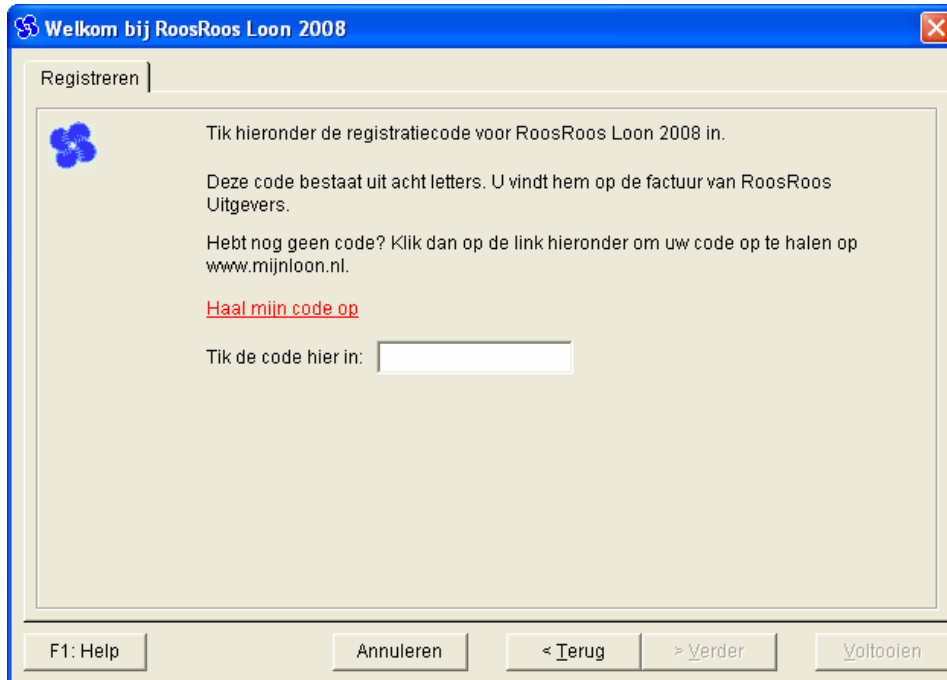 Welkom bij RoosRoos Loon 2008
Registreren
Tik hieronder de registratiecode voor RoosRoos Loon 2008 in.
Deze code bestaat uit acht letters. U vindt hem op de factuur van RoosRoos
Uitgevers.
Hebt nog geen code? Klik dan op de link hieronder om uw code op te halen op
www.mijnloon.nl.
Haal mijn code op
Tik de code hier in:
F1: Help
Annuleren
< Terug
> Verder
Voltooien